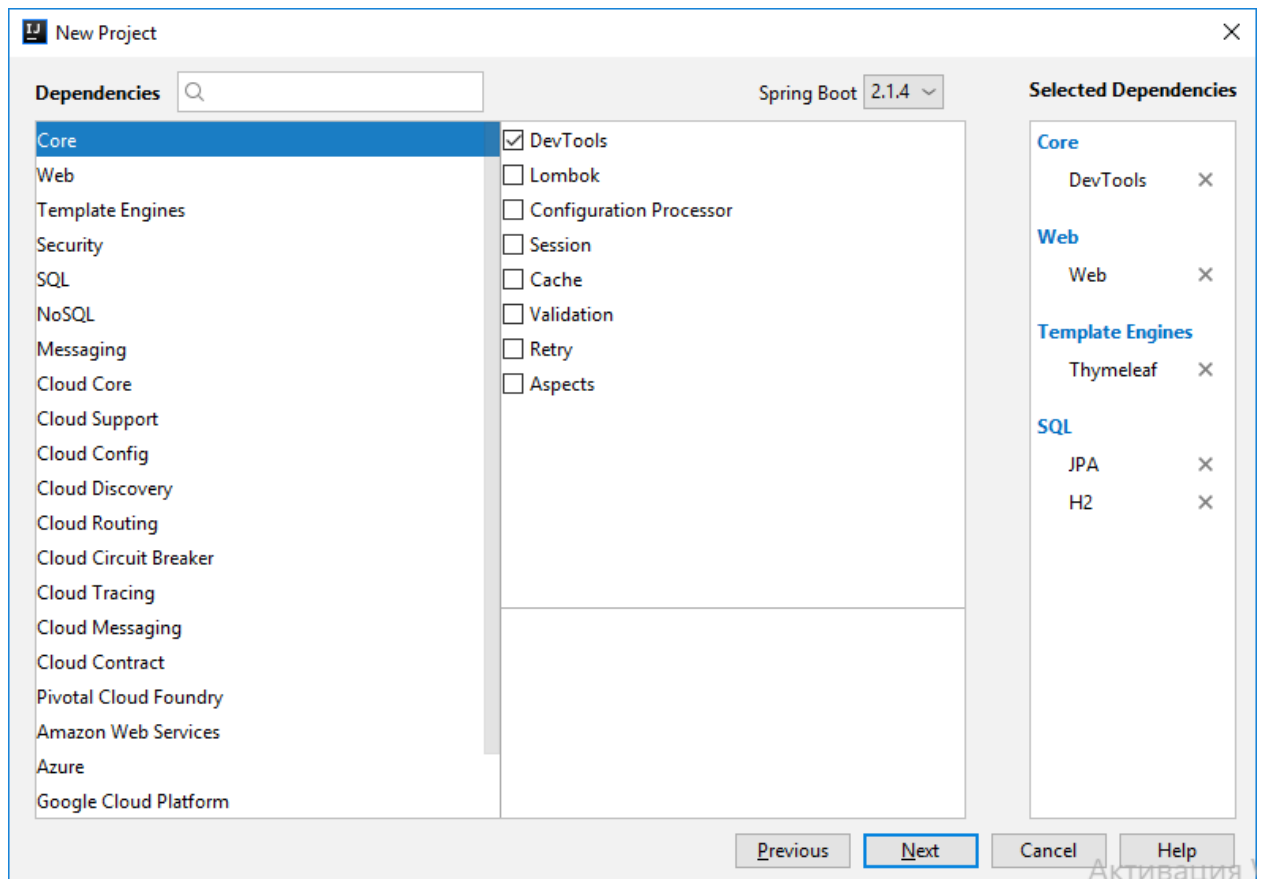 New Project
Dependencies
Spring Boot 2.1.4
Selected Dependencies
Core
Web
Template Engines
Security
SQL
NoSQL
Messaging
Cloud Core
Cloud Support
Cloud Config
Cloud Discovery
Cloud Routing
Cloud Circuit Breaker
Cloud Tracing
Cloud Messaging
Cloud Contract
Pivotal Cloud Foundry
Amazon Web Services
Azure
Google Cloud Platform
DevTools
Lombok
Configuration Processor
Session
Cache
Validation
Retry
Aspects
Core
DevTools
Web
Web
Template Engines
Thymeleaf
SQL
JPA
H2
Previous
Next
Cancel
Help
Активация